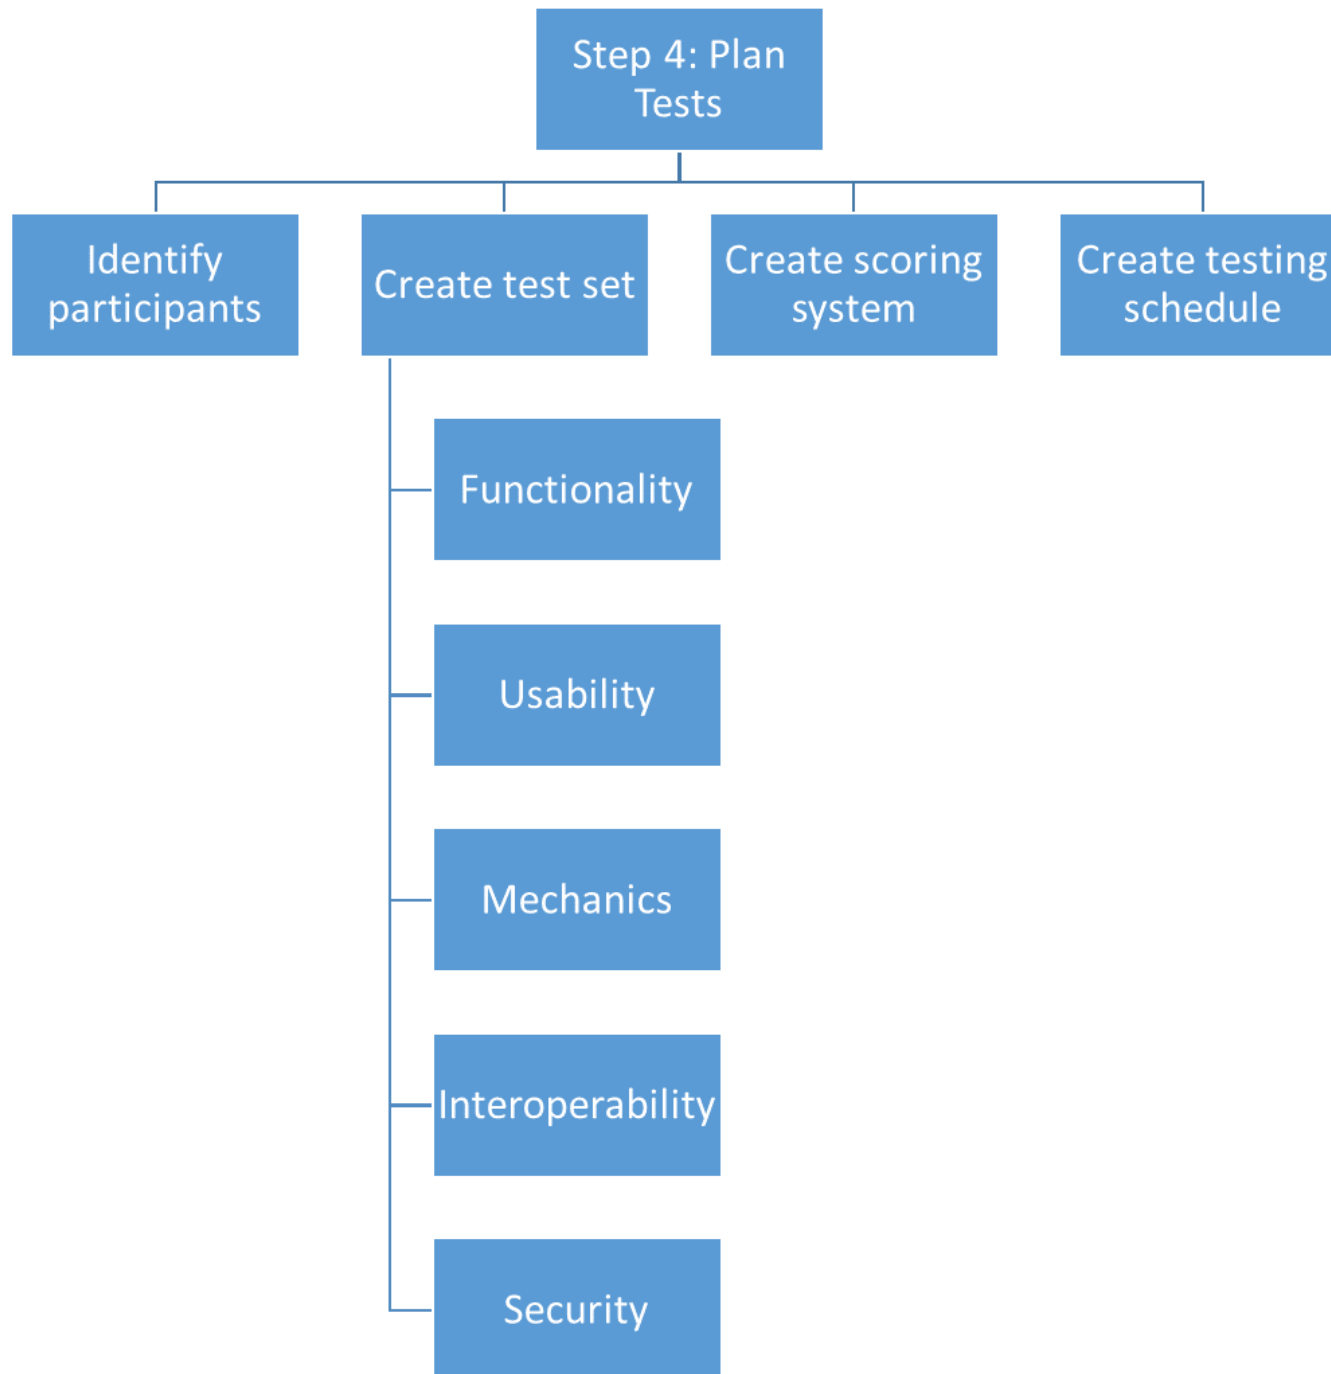 Step 4: Plan
Tests
Identify
participants
Create test set
Create scoring
system
Create testing
schedule
Functionality
Usability
Mechanics
Interoperability
Security